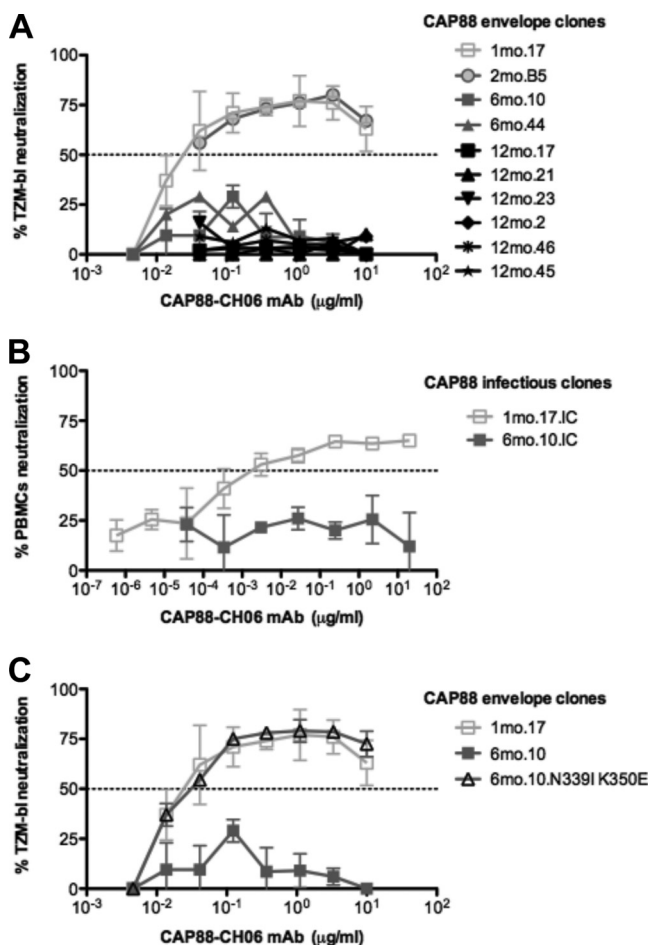 A
CAP88 envelope clones
% TZM-bl neutralization
100
75
50
25
0
10-3
10-2
10-1
100
101
102
CAP88-CH06 mAb (µg/ml)
1mo.17
2mo.B5
6mo.10
6mo.44
12mo.17
12mo.21
12mo.23
12mo.2
12mo.46
12mo.45
B
CAP88 infectious clones
% PBMCs neutralization
100
75
50
25
0
10-7
10-6
10-5
10-4
10-3
10-2
10-1
100
101
102
CAP88-CH06 mAb (µg/ml)
1mo.17.IC
6mo.10.IC
C
CAP88 envelope clones
% TZM-bl neutralization
100
75
50
25
0
10-3
10-2
10-1
100
101
102
CAP88-CH06 mAb (µg/ml)
1mo.17
6mo.10
6mo.10.N339I K350E